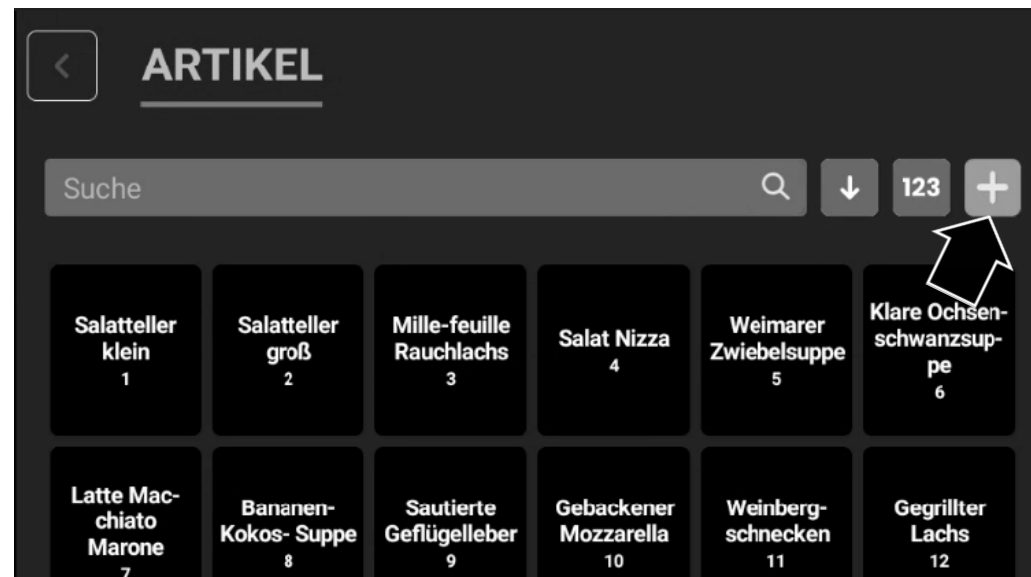 ARTIKEL
Suche
123
Salatteller
klein
1
Salatteller
groß
2
Mille-feuille
Rauchlachs
3
Salat Nizza
4
Weimarer
Zwiebelsuppe
5
Klare Ochsen-
schwanzsup-
pe
6
Latte Mac-
chiato
Marone
7
Bananen-
Kokos- Suppe
8
Sautierte
Geflügelleber
9
Gebackener
Mozzarella
10
Weinberg-
schnecken
11
Gegrillter
Lachs
12